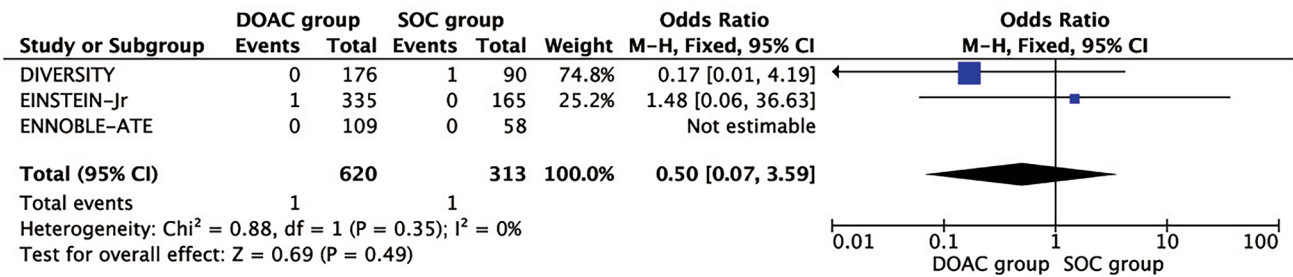 DOAC group SOC group Odds Ratio Odds Ratio
Study or Subgroup Events Total Events Total Weight M-H, Fixed, 95% CI M-H, Fixed, 95% CI
DIVERSITY 0 176 1 90 74.8% 0.17 [0.01, 4.19]
EINSTEIN-Jr 1 335 0 165 25.2% 1.48 [0.06, 36.63]
ENNOBLE-ATE 0 109 0 58 Not estimable
Total (95% CI) 620 313 100.0% 0.50 [0.07, 3.59]
Total events 1 1
Heterogeneity: Chi² = 0.88, df = 1 (P = 0.35); I² = 0%
Test for overall effect: Z = 0.69 (P = 0.49)
0.01 0.1 1 10 100
DOAC group SOC group